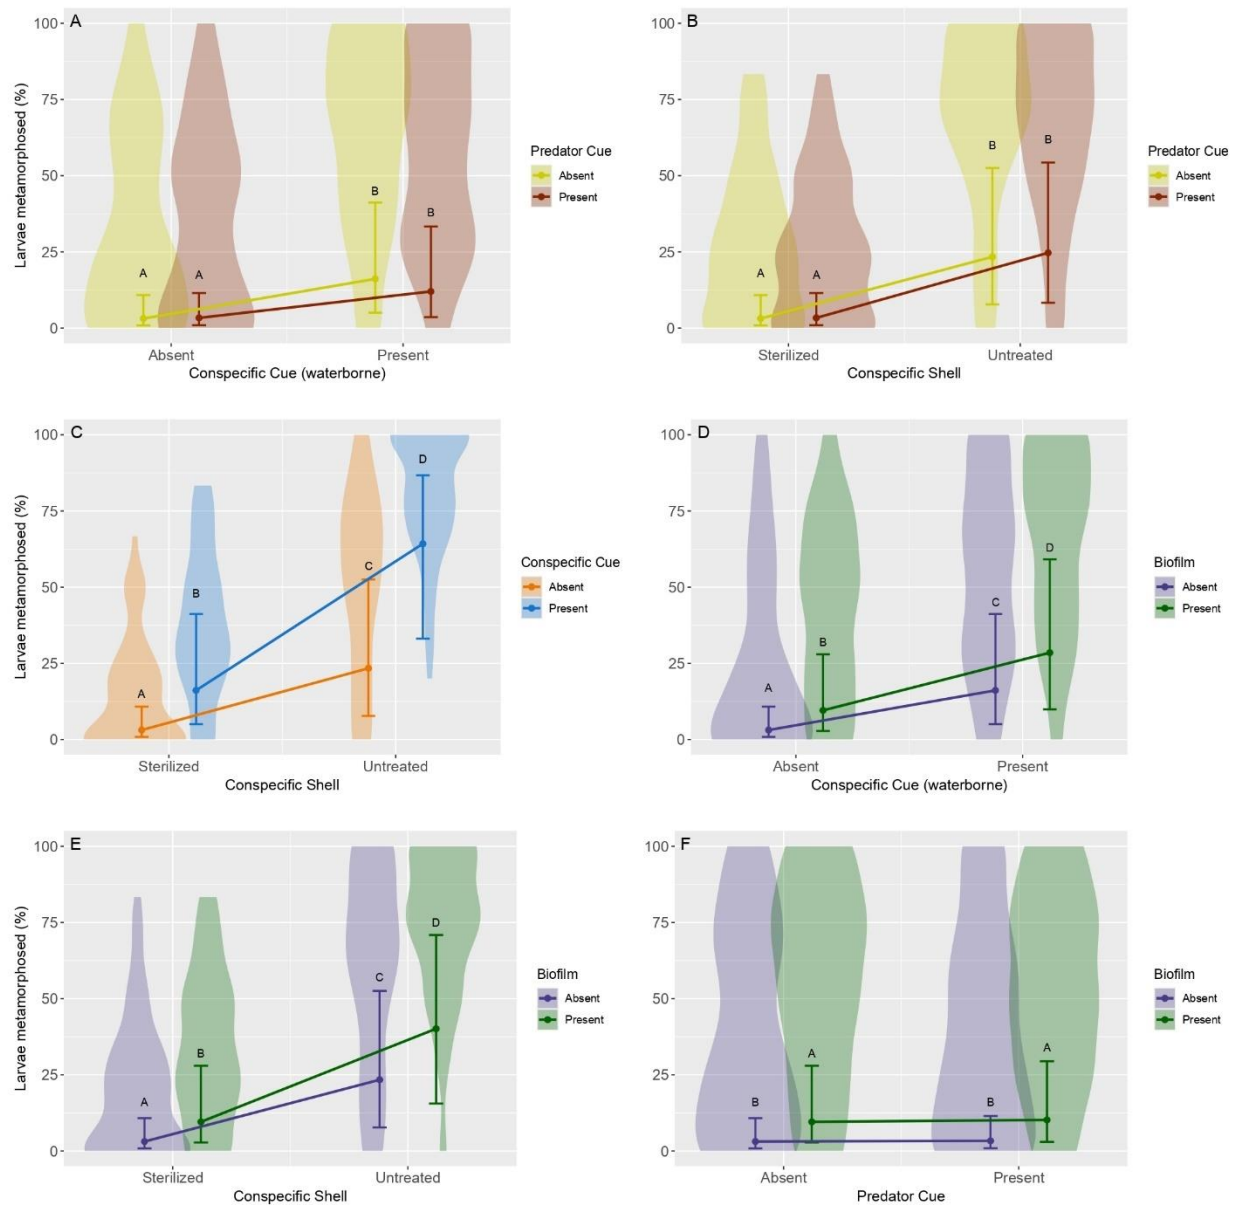 A
Larvae metamorphosed (%)
100
75
50
25
0
A
A
B
B
Absent
Present
Conspecific Cue (waterborne)
Predator Cue
Absent
Present
B
100
75
50
25
0
A
A
B
B
Sterilized
Untreated
Conspecific Shell
Predator Cue
Absent
Present
C
Larvae metamorphosed (%)
100
75
50
25
0
A
B
C
D
Sterilized
Untreated
Conspecific Shell
Conspecific Cue
Absent
Present
D
100
75
50
25
0
A
B
C
D
Absent
Present
Conspecific Cue (waterborne)
Biofilm
Absent
Present
E
Larvae metamorphosed (%)
100
75
50
25
0
A
B
C
D
Sterilized
Untreated
Conspecific Shell
Biofilm
Absent
Present
F
100
75
50
25
0
B
A
B
A
Absent
Present
Predator Cue
Biofilm
Absent
Present